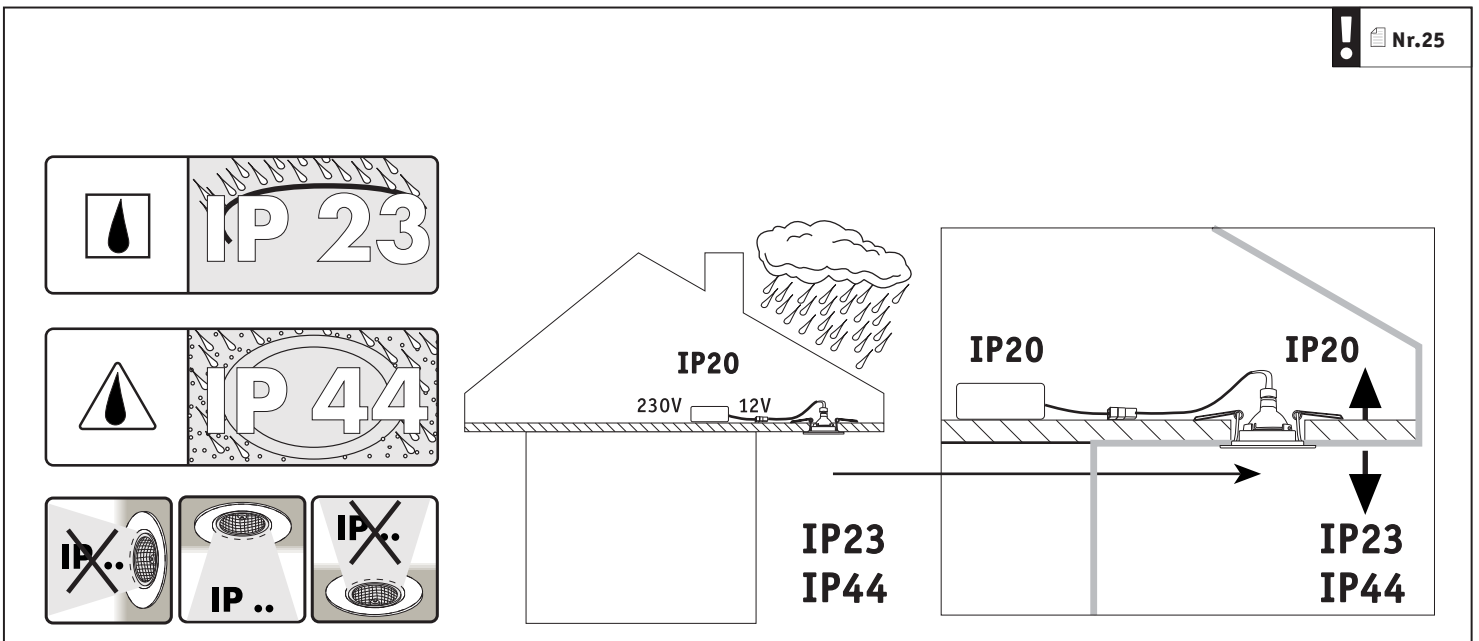 Nr.25
IP 23
IP 44
IP ..
IP ..
IP ..
IP20
230V 12V
IP23
IP44
IP20 IP20
IP23
IP44